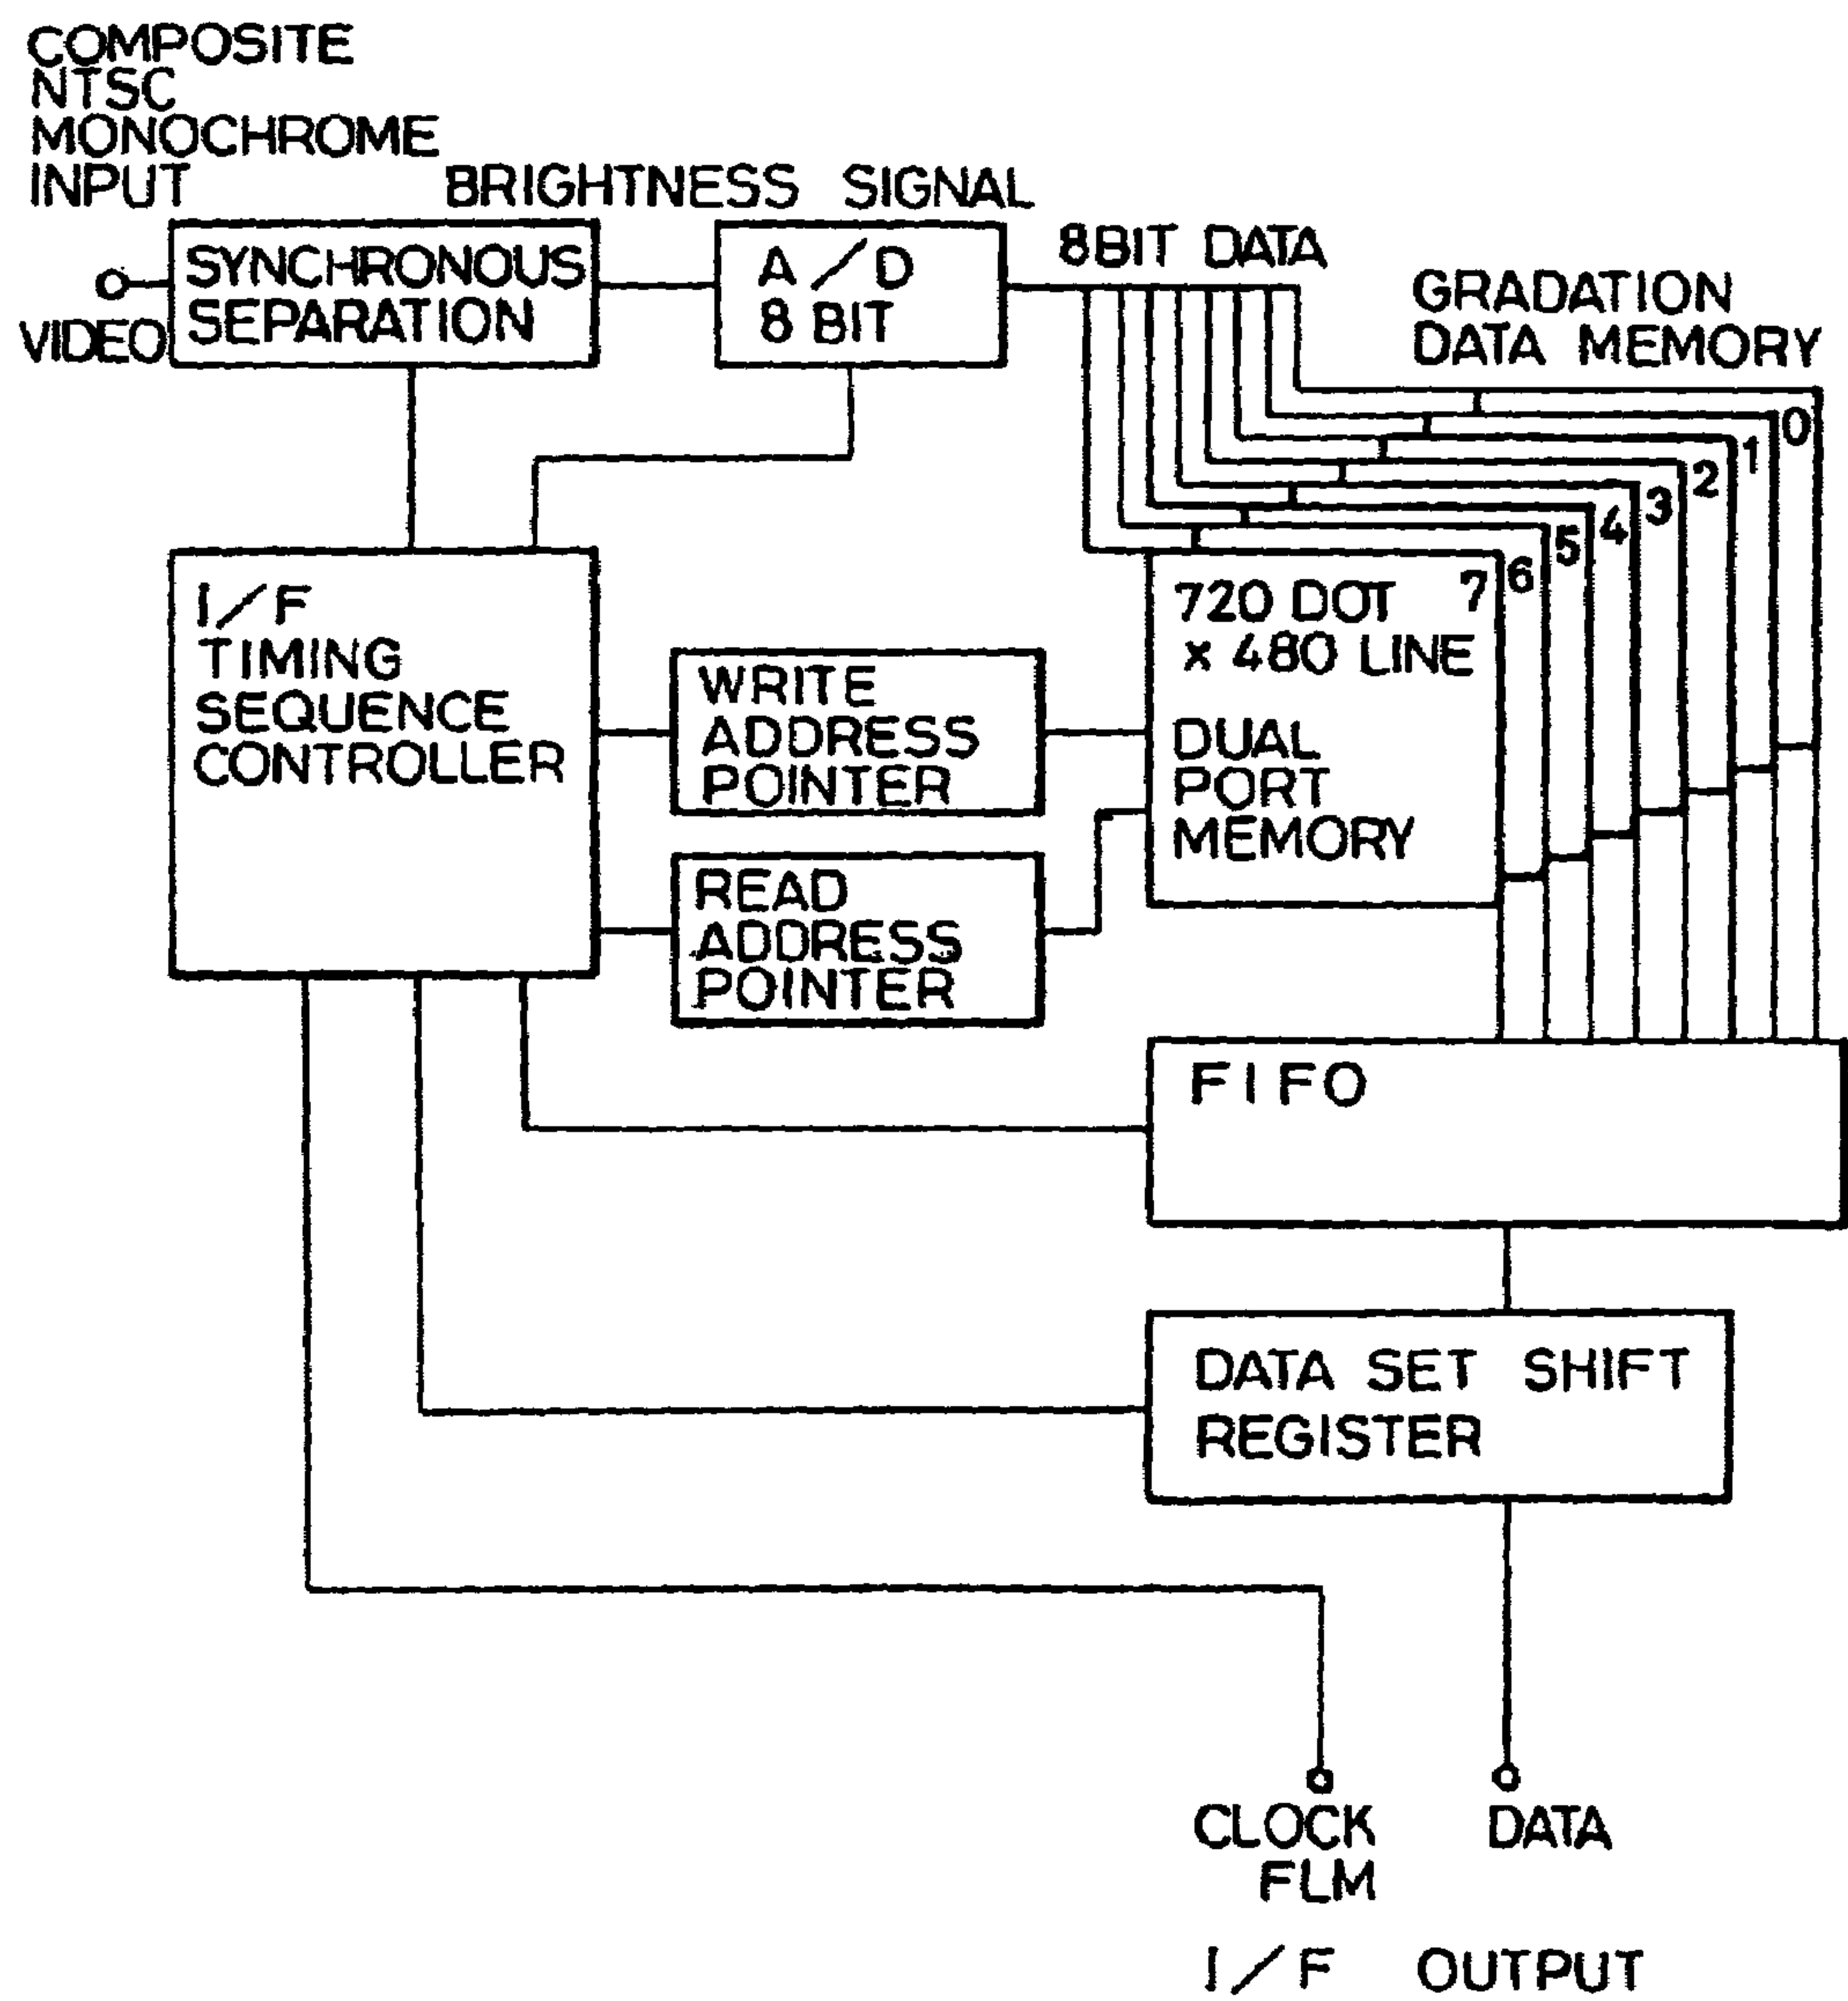 COMPOSITE
NTSC
MONOCHROME
INPUT
BRIGHTNESS SIGNAL
VIDEO
SYNCHRONOUS
SEPARATION
A/D
8 BIT
8BIT DATA
GRADATION
DATA MEMORY
0
1
2
3
4
5
6
7
I/F
TIMING
SEQUENCE
CONTROLLER
WRITE
ADDRESS
POINTER
READ
ADDRESS
POINTER
720 DOT
x 480 LINE
DUAL
PORT
MEMORY
FIFO
DATA SET SHIFT
REGISTER
CLOCK
FLM
DATA
I/F OUTPUT